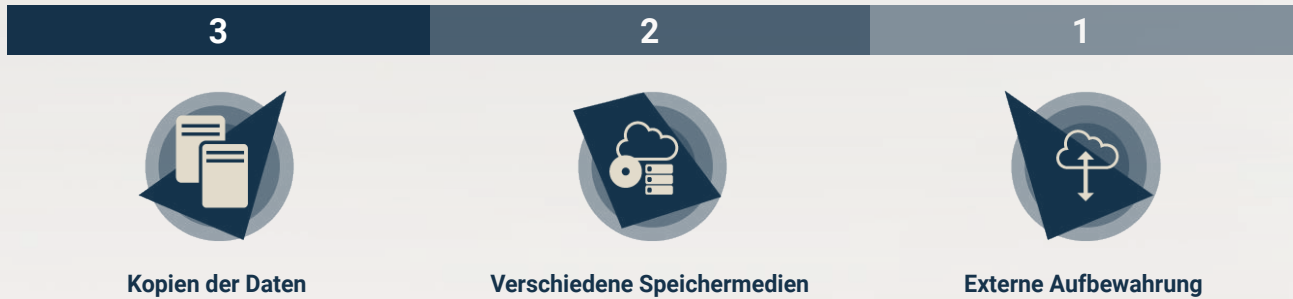 3
2
1
Kopien der Daten
Verschiedene Speichermedien
Externe Aufbewahrung